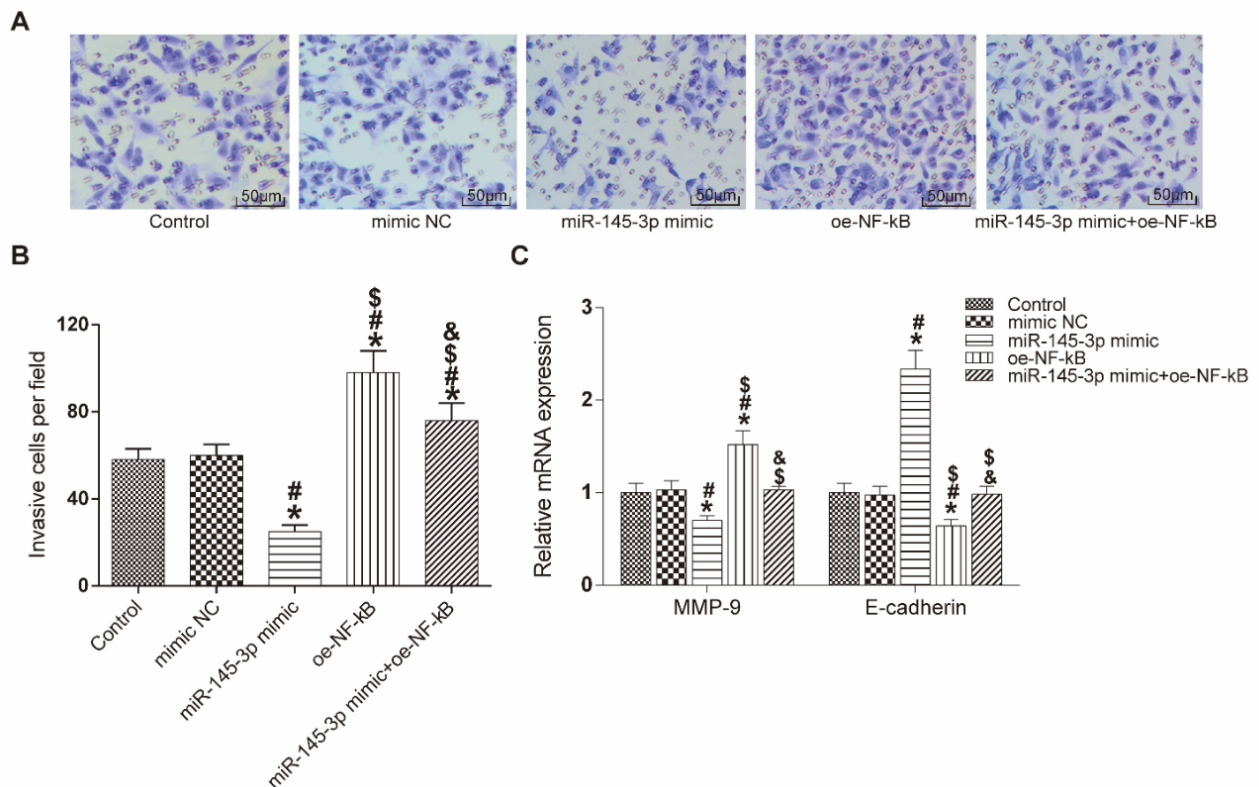 A
50μm
50μm
50μm
50μm
50μm
Control
mimic NC
miR-145-3p mimic
oe-NF-kB
miR-145-3p mimic+oe-NF-kB
B
Invasive cells per field
120
80
40
0
#
*
$
#
*
&
$
#
*
Control
mimic NC
miR-145-3p mimic
oe-NF-kB
miR-145-3p mimic+oe-NF-kB
C
Relative mRNA expression
3
2
1
0
#
*
$
#
*
&
$
#
*
$
#
*
$
&
MMP-9
E-cadherin
Control
mimic NC
miR-145-3p mimic
oe-NF-kB
miR-145-3p mimic+oe-NF-kB